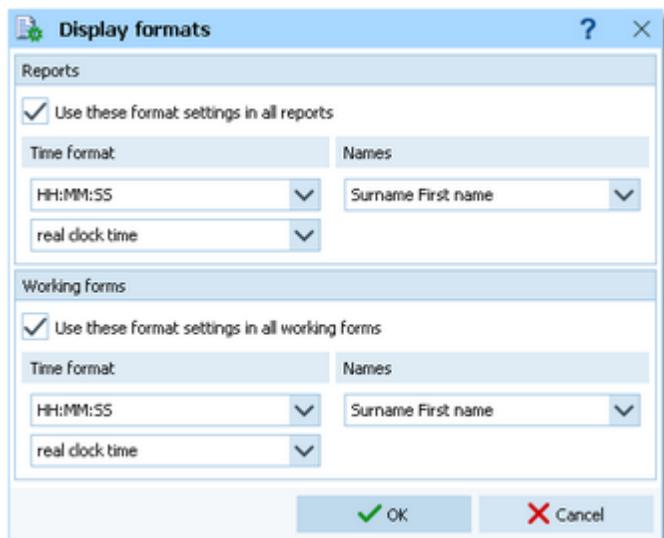 Display formats ?
Reports
Use these format settings in all reports
Time format Names
HH:MM:SS Surname First name
real clock time
Working forms
Use these format settings in all working forms
Time format Names
HH:MM:SS Surname First name
real clock time
OK Cancel